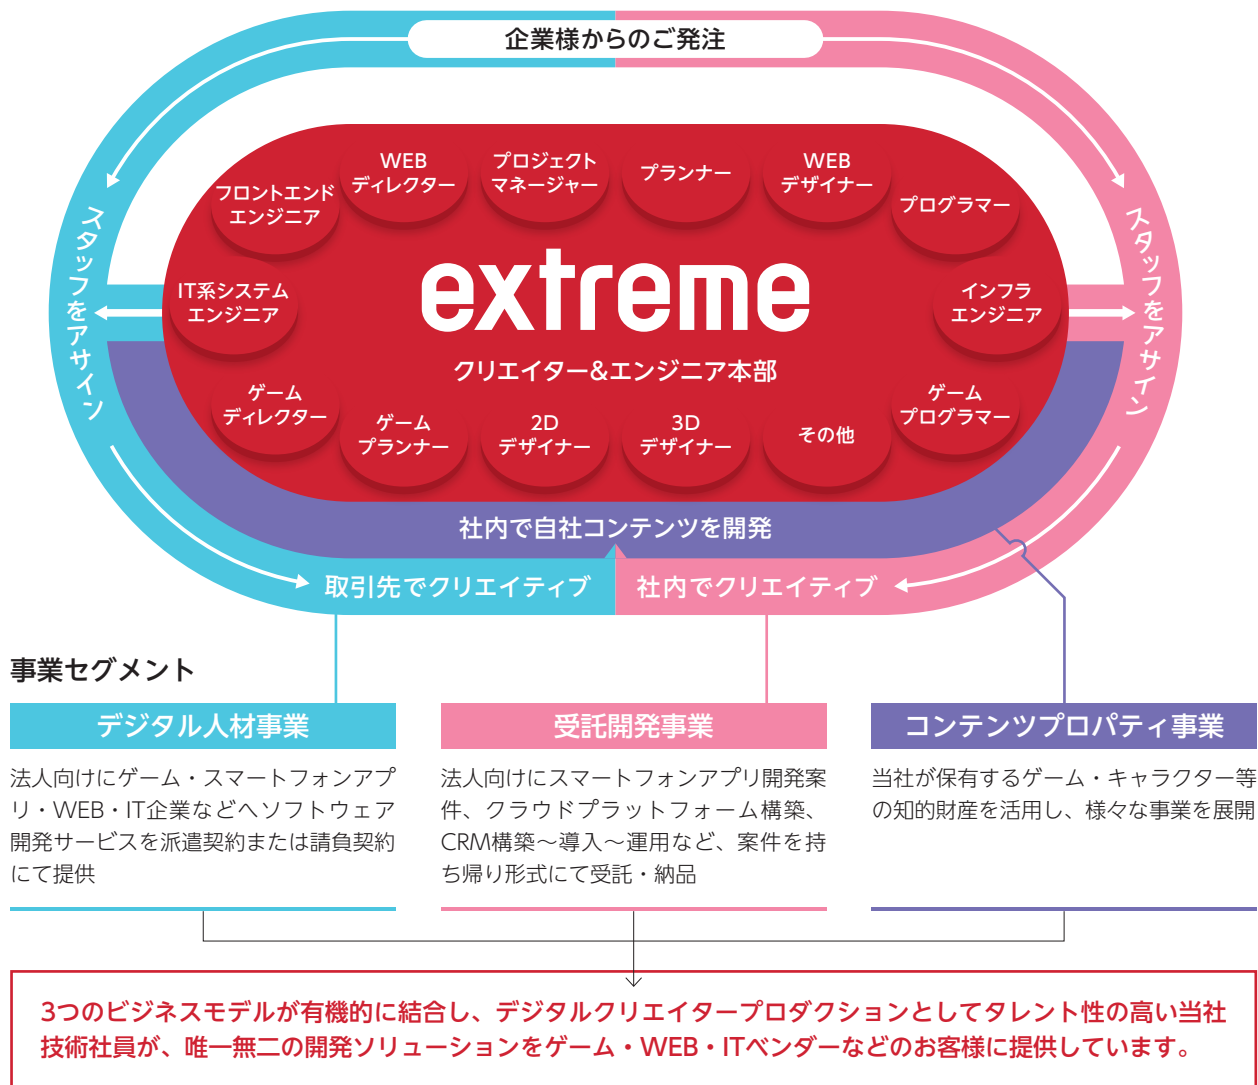 企業様からのご発注
WEB
ディレクター
プロジェクト
マネージャー
プランナー
WEB
デザイナー
フロントエンド
エンジニア
プログラマー
スタッフをアサイン
スタッフをアサイン
IT系システム
エンジニア
extreme
インフラ
エンジニア
クリエイター&エンジニア本部
ゲーム
ディレクター
ゲーム
プランナー
2D
デザイナー
3D
デザイナー
その他
ゲーム
プログラマー
社内で自社コンテンツを開発
取引先でクリエイティブ
社内でクリエイティブ
事業セグメント
デジタル人材事業
法人向けにゲーム・スマートフォンアプ
リ・WEB・IT企業などへソフトウェア
開発サービスを派遣契約または請負契約
にて提供
受託開発事業
法人向けにスマートフォンアプリ開発案
件、クラウドプラットフォーム構築、
CRM構築〜導入〜運用など、案件を持
ち帰り形式にて受託・納品
コンテンツプロパティ事業
当社が保有するゲーム・キャラクター等
の知的財産を活用し、様々な事業を展開
3つのビジネスモデルが有機的に結合し、デジタルクリエイタープロダクションとしてタレント性の高い当社
技術社員が、唯一無二の開発ソリューションをゲーム・WEB・ITベンダーなどのお客様に提供しています。